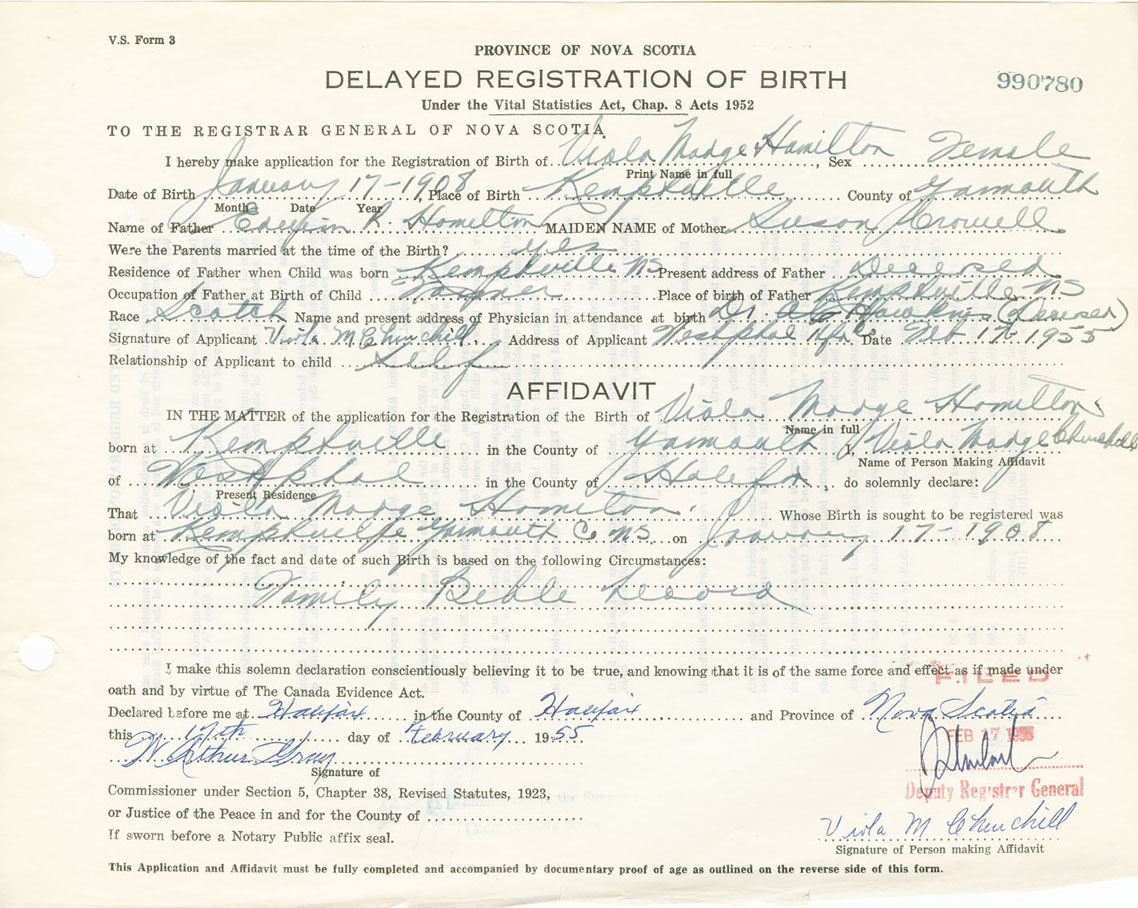 V.S. Form 3
PROVINCE OF NOVA SCOTIA
DELAYED REGISTRATION OF BIRTH
990780
Under the Vital Statistics Act, Chap. 8 Acts 1952
TO THE REGISTRAR GENERAL OF NOVA SCOTIA
I hereby make application for the Registration of Birth of Viola Madge Hamilton, Sex Female
Print Name in full
Date of Birth January 17-1908, Place of Birth Kemptville, County of Yarmouth
Month Date Year
Name of Father R. Hamilton MAIDEN NAME of Mother Susan Crowell
Were the Parents married at the time of the Birth? yes
Residence of Father when Child was born Kemptville NS Present address of Father Deceased
Occupation of Father at Birth of Child Farmer Place of birth of Father Kemptville NS
Race Scotch Name and present address of Physician in attendance at birth Dr. Hawkins
Signature of Applicant Viola M Churchill, Address of Applicant Westphal Hfx Date Feb 17 1955
Relationship of Applicant to child Self
AFFIDAVIT
IN THE MATTER of the application for the Registration of the Birth of Viola Madge Hamilton
Name in full
born at Kemptville in the County of Yarmouth I, Viola Madge Churchill
Name of Person Making Affidavit
of Westphal in the County of Halifax, do solemnly declare:
Present Residence
That Viola Madge Hamilton Whose Birth is sought to be registered was
born at Kemptville Yarmouth Co NS on January 17-1908
My knowledge of the fact and date of such Birth is based on the following Circumstances:
Family Bible record
I make this solemn declaration conscientiously believing it to be true, and knowing that it is of the same force and effect as if made under
FILED
oath and by virtue of The Canada Evidence Act.
Declared before me at Halifax in the County of Halifax and Province of Nova Scotia
this 17th day of February 1955
FEB 17 1955
W Arthur Gray
Signature of
Deputy Registrar General
Commissioner under Section 5, Chapter 38, Revised Statutes, 1923,
or Justice of the Peace in and for the County of
Viola M Churchill
If sworn before a Notary Public affix seal.
Signature of Person making Affidavit
This Application and Affidavit must be fully completed and accompanied by documentary proof of age as outlined on the reverse side of this form.